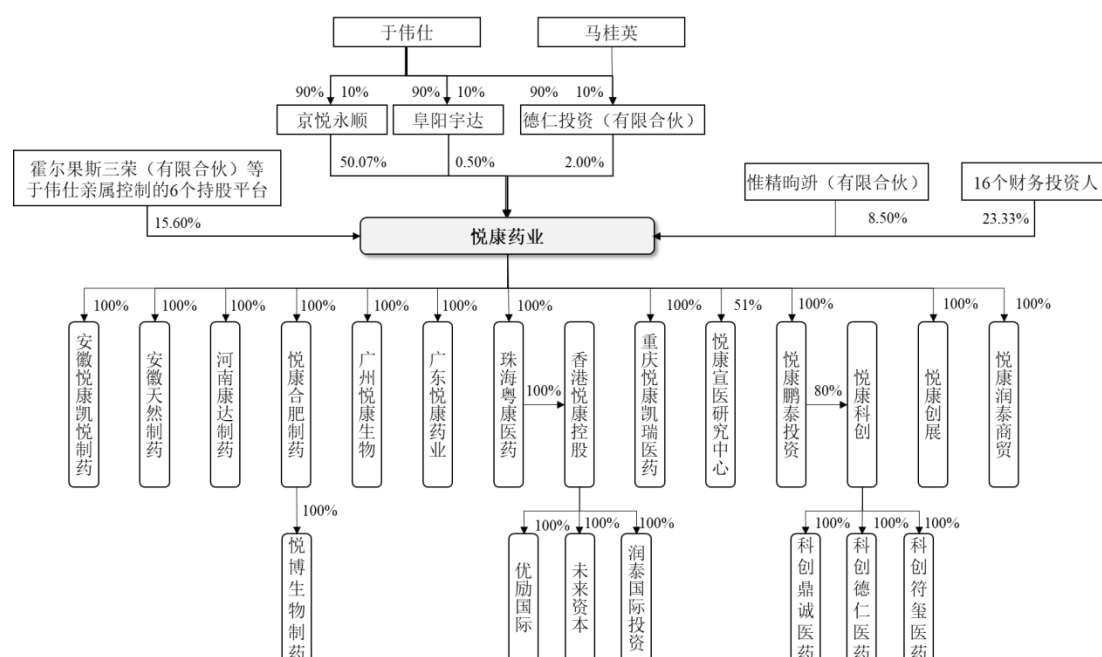 于伟仕
马桂英
90%
10%
90%
10%
90%
10%
京悦永顺
阜阳宇达
德仁投资（有限合伙）
50.07%
0.50%
2.00%
霍尔果斯三荣（有限合伙）等
于伟仕亲属控制的6个持股平台
惟精昫竔（有限合伙）
16个财务投资人
15.60%
8.50%
23.33%
悦康药业
100%
100%
100%
100%
100%
100%
100%
100%
51%
100%
100%
100%
安徽悦康凯悦制药
安徽天然制药
河南康达制药
悦康合肥制药
广州悦康生物
广东悦康药业
珠海粤康医药
100%
香港悦康控股
重庆悦康凯瑞医药
悦康宣医研究中心
悦康鹏泰投资
80%
悦康科创
悦康创展
悦康润泰商贸
100%
100%
100%
100%
100%
100%
100%
悦博生物制药
优励国际
未来资本
润泰国际投资
科创鼎诚医药
科创德仁医药
科创符玺医药